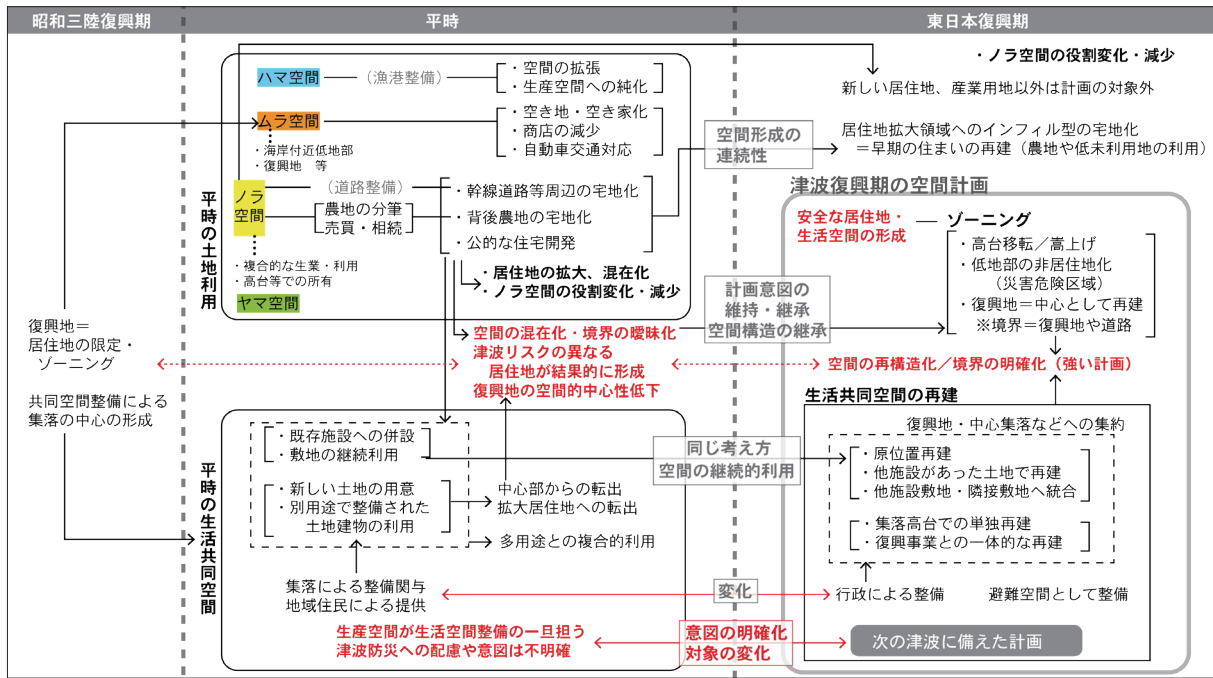 昭和三陸復興期
平時
東日本復興期
復興地＝
居住地の限定・
ゾーニング
共同空間整備による
集落の中心の形成
平時の土地利用
ハマ空間
（漁港整備）
・空間の拡張
・生産空間への純化
ムラ空間
・海岸付近低地部
・復興地　等
・空き地・空き家化
・商店の減少
・自動車交通対応
ノラ
空間
（道路整備）
農地の分筆
売買・相続
・幹線道路等周辺の宅地化
・背後農地の宅地化
・公的な住宅開発
・複合的な生業・利用
・高台等での所有
ヤマ空間
・居住地の拡大、混在化
・ノラ空間の役割変化・減少
空間の混在化・境界の曖昧化
津波リスクの異なる
居住地が結果的に形成
復興地の空間的中心性低下
平時の生活共同空間
・既存施設への併設
・敷地の継続利用
・新しい土地の用意
・別用途で整備された
土地建物の利用
中心部からの転出
拡大居住地への転出
多用途との複合的利用
集落による整備関与
地域住民による提供
生産空間が生活空間整備の一旦担う
津波防災への配慮や意図は不明確
空間形成の
連続性
計画意図の
維持・継承
空間構造の継承
同じ考え方
空間の継続的利用
変化
意図の明確化
対象の変化
・ノラ空間の役割変化・減少
新しい居住地、産業用地以外は計画の対象外
居住地拡大領域へのインフィル型の宅地化
＝早期の住まいの再建（農地や低未利用地の利用）
津波復興期の空間計画
安全な居住地・
生活空間の形成
ゾーニング
・高台移転／嵩上げ
・低地部の非居住地化
（災害危険区域）
・復興地＝中心として再建
※境界＝復興地や道路
空間の再構造化／境界の明確化（強い計画）
生活共同空間の再建
復興地・中心集落などへの集約
・原位置再建
・他施設があった土地で再建
・他施設敷地・隣接敷地へ統合
・集落高台での単独再建
・復興事業との一体的な再建
行政による整備
避難空間として整備
次の津波に備えた計画